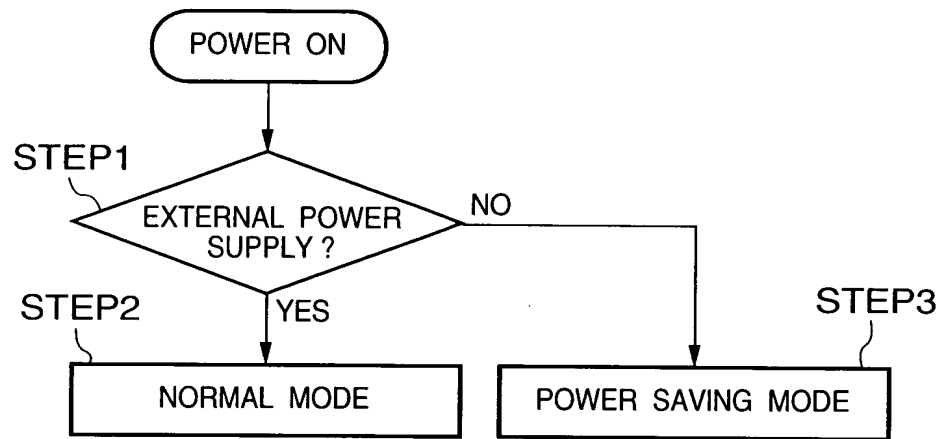 POWER ON
STEP1
EXTERNAL POWER
SUPPLY ?
NO
YES
STEP2
STEP3
NORMAL MODE
POWER SAVING MODE